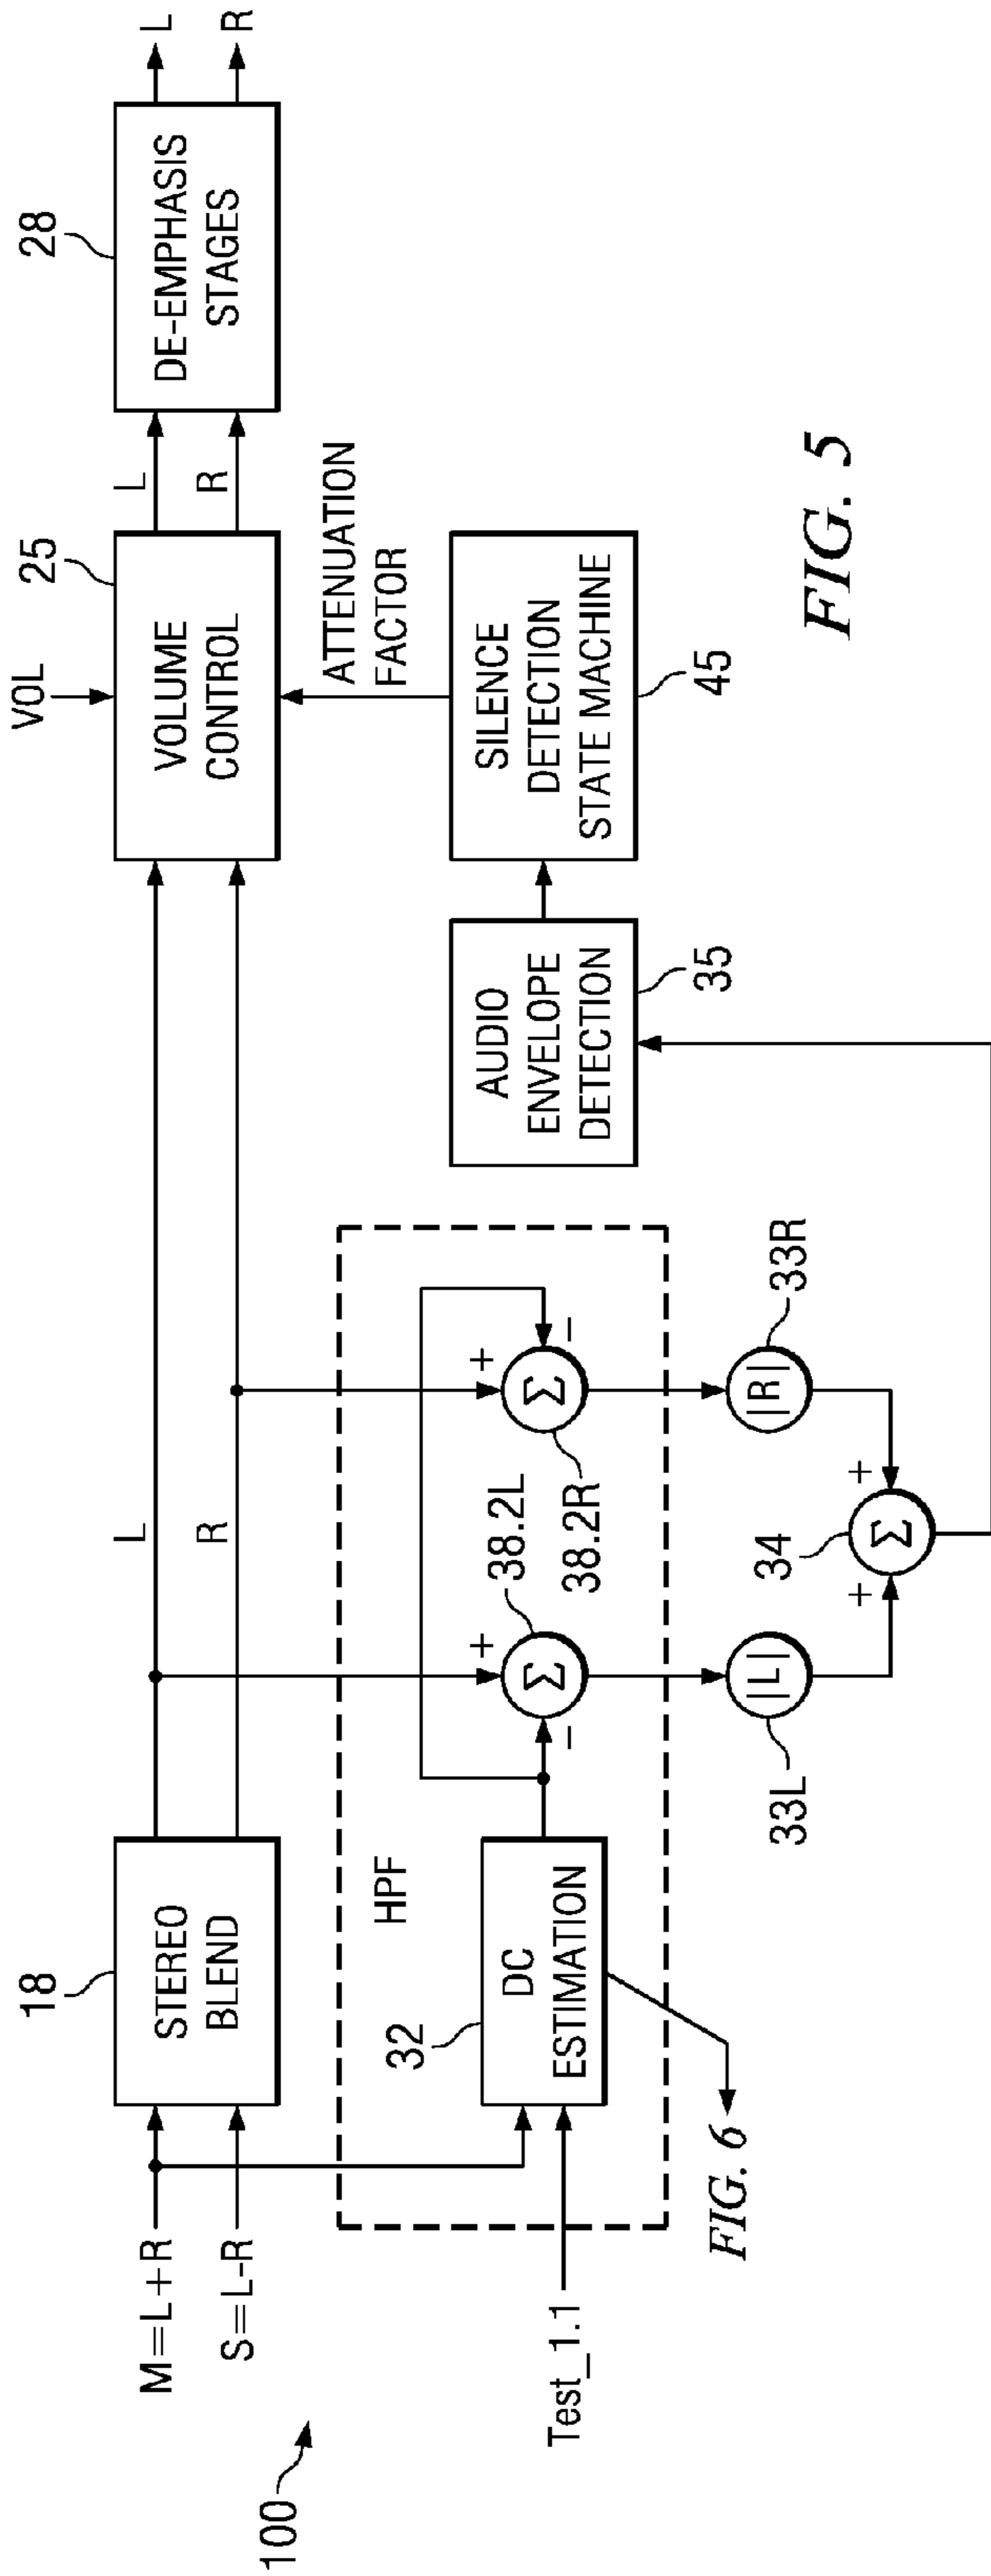 100
M=L+R
S=L-R
18
STEREO
BLEND
L
R
VOL
25
VOLUME
CONTROL
L
R
28
DE-EMPHASIS
STAGES
L
R
ATTENUATION
FACTOR
HPF
32
DC
ESTIMATION
Test_1.1
FIG. 6
+
Σ
−
38.2L
+
Σ
−
38.2R
|L|
33L
|R|
33R
34
+
Σ
+
AUDIO
ENVELOPE
DETECTION
35
SILENCE
DETECTION
STATE MACHINE
45
FIG. 5